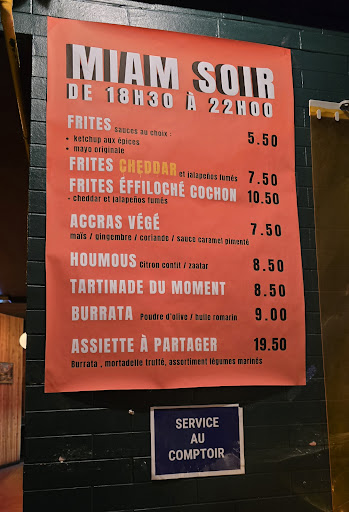 MIAM SOIR
DE 18H30 À 22H00
FRITES sauces au choix : 5.50
• ketchup aux épices
• mayo originale
FRITES CHEDDAR et jalapeños fumés 7.50
FRITES ÉFFILOCHÉ COCHON 10.50
- cheddar et jalapeños fumés
ACCRAS VÉGÉ 7.50
maïs / gingembre / coriande / sauce caramel pimenté
HOUMOUS Citron confit / zaatar 8.50
TARTINADE DU MOMENT 8.50
BURRATA Poudre d'olive / huile romarin 9.00
ASSIETTE À PARTAGER 19.50
Burrata , mortadelle truffé, assortiment légumes marinés
SERVICE
AU
COMPTOIR